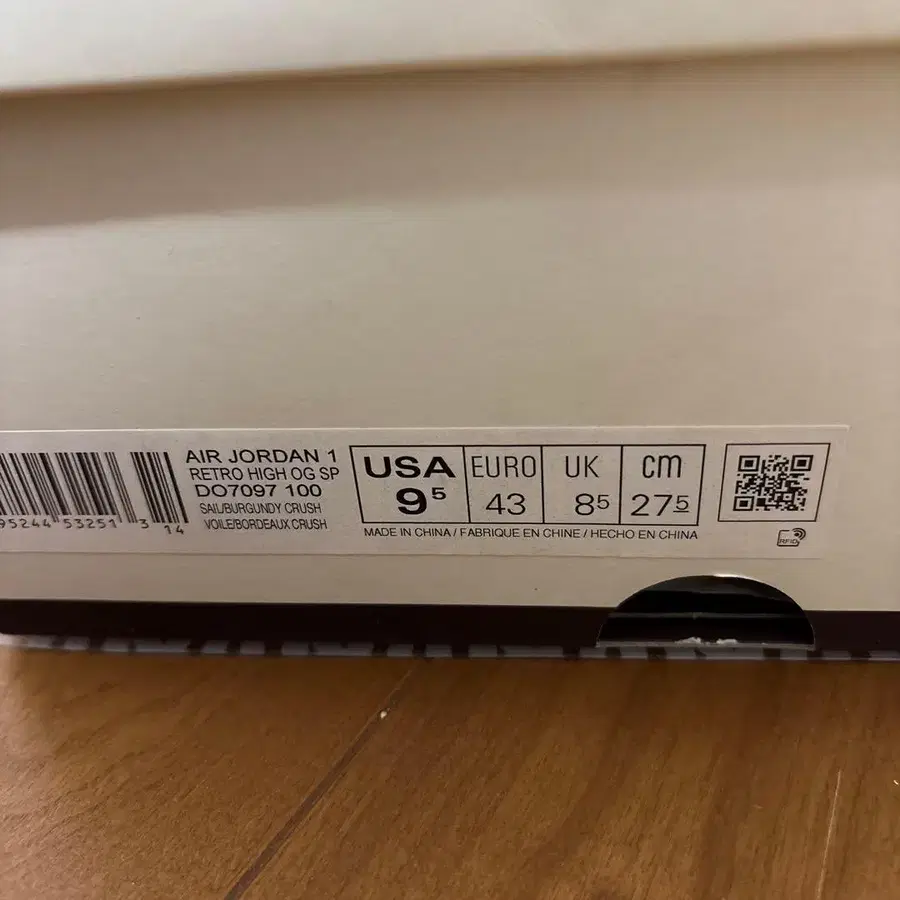 AIR JORDAN 1
RETRO HIGH OG SP
DO7097 100
SAIL/BURGUNDY CRUSH
VOILE/BORDEAUX CRUSH
95244 53251 3 14
USA EURO UK cm
9⁵ 43 8⁵ 27⁵
MADE IN CHINA / FABRIQUE EN CHINE / HECHO EN CHINA
RFID